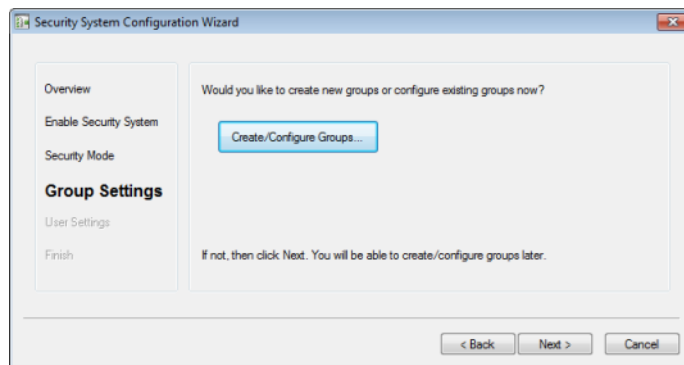 Security System Configuration Wizard
Overview
Enable Security System
Security Mode
Group Settings
User Settings
Finish
Would you like to create new groups or configure existing groups now?
Create/Configure Groups...
If not, then click Next. You will be able to create/configure groups later.
< Back
Next >
Cancel